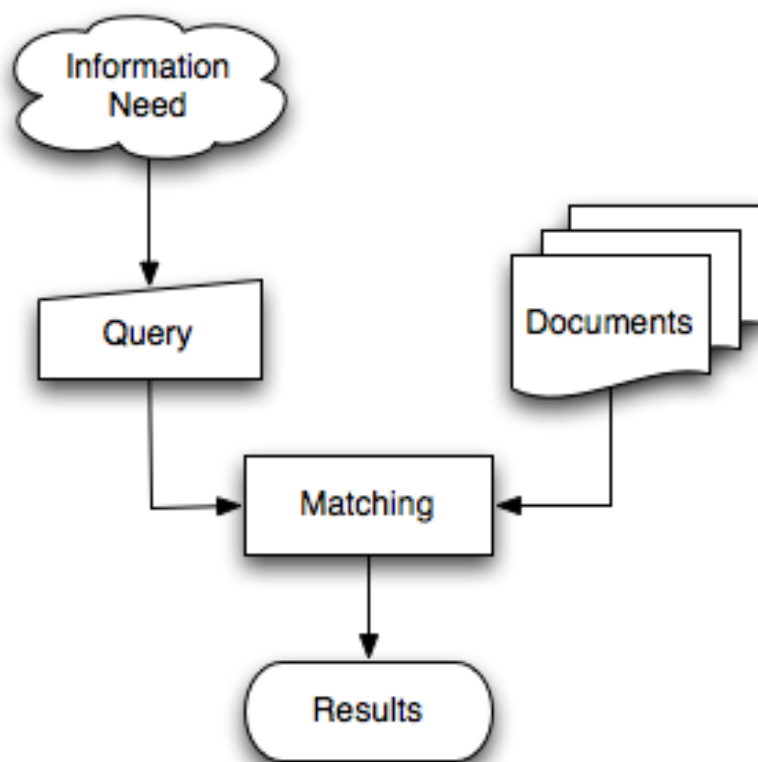 Information
Need
Query
Documents
Matching
Results